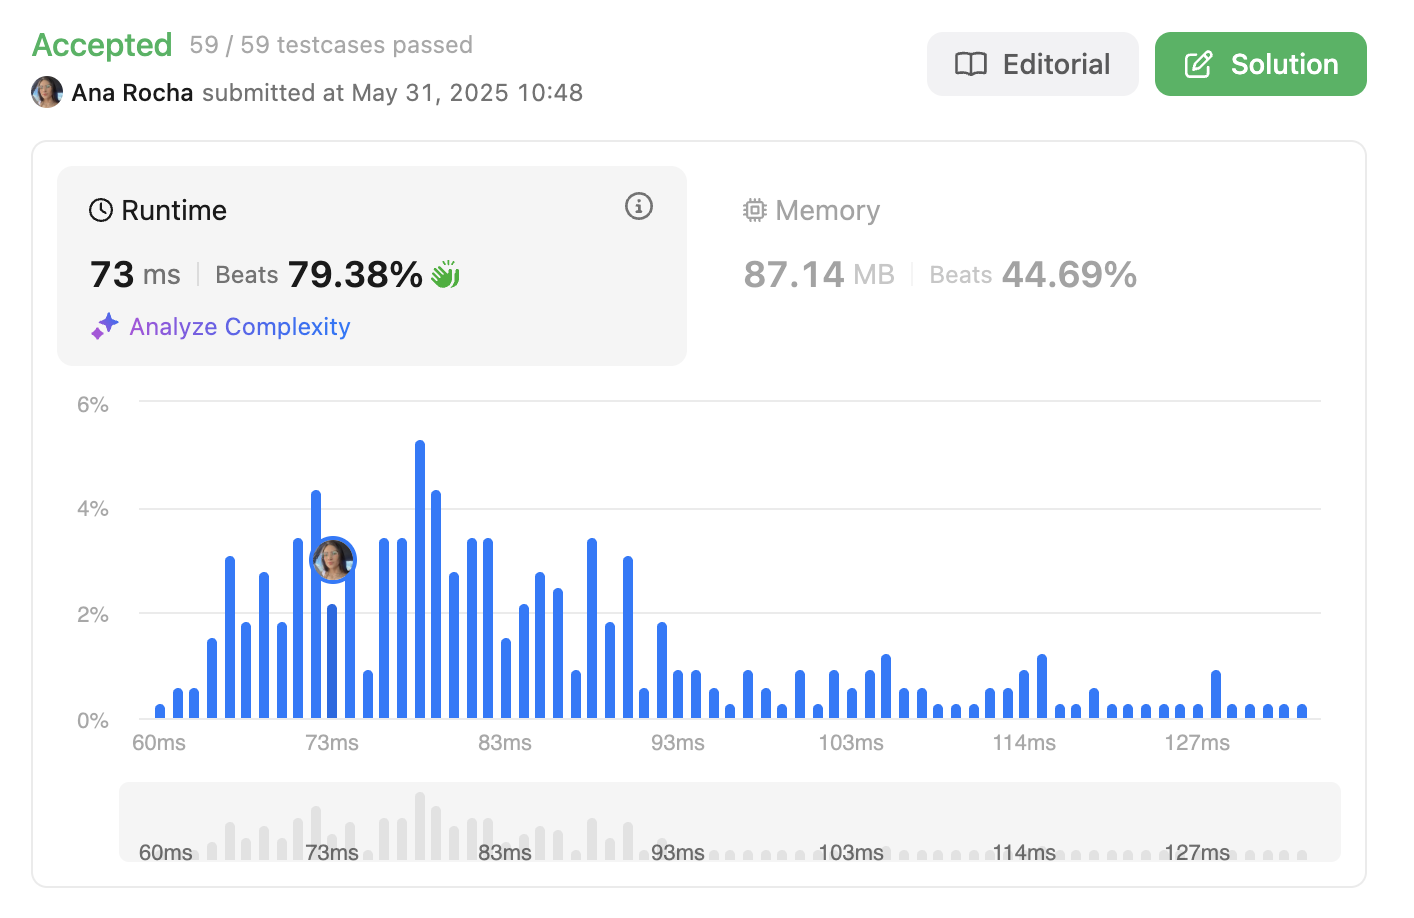 Accepted 59 / 59 testcases passed
Ana Rocha submitted at May 31, 2025 10:48
Editorial
Solution
Runtime
73 ms Beats 79.38%
Analyze Complexity
Memory
87.14 MB Beats 44.69%
6%
4%
2%
0%
60ms 73ms 83ms 93ms 103ms 114ms 127ms
60ms 73ms 83ms 93ms 103ms 114ms 127ms